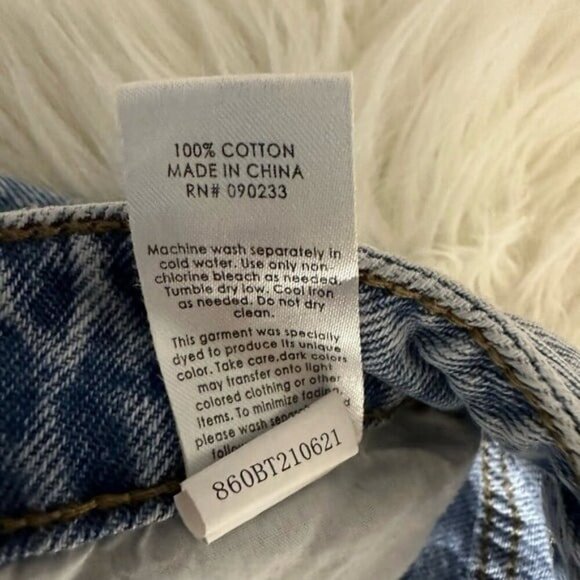 100% COTTON
MADE IN CHINA
RN# 090233
Machine wash separately in
cold water. Use only non
chlorine bleach as needed.
Tumble dry low. Cool iron
as needed. Do not dry
clean.
This garment was specially
dyed to produce its unique
color. Take care.dark colors
may transfer onto light
colored clothing or other
items. To minimize fading,
please wash
860BT210621